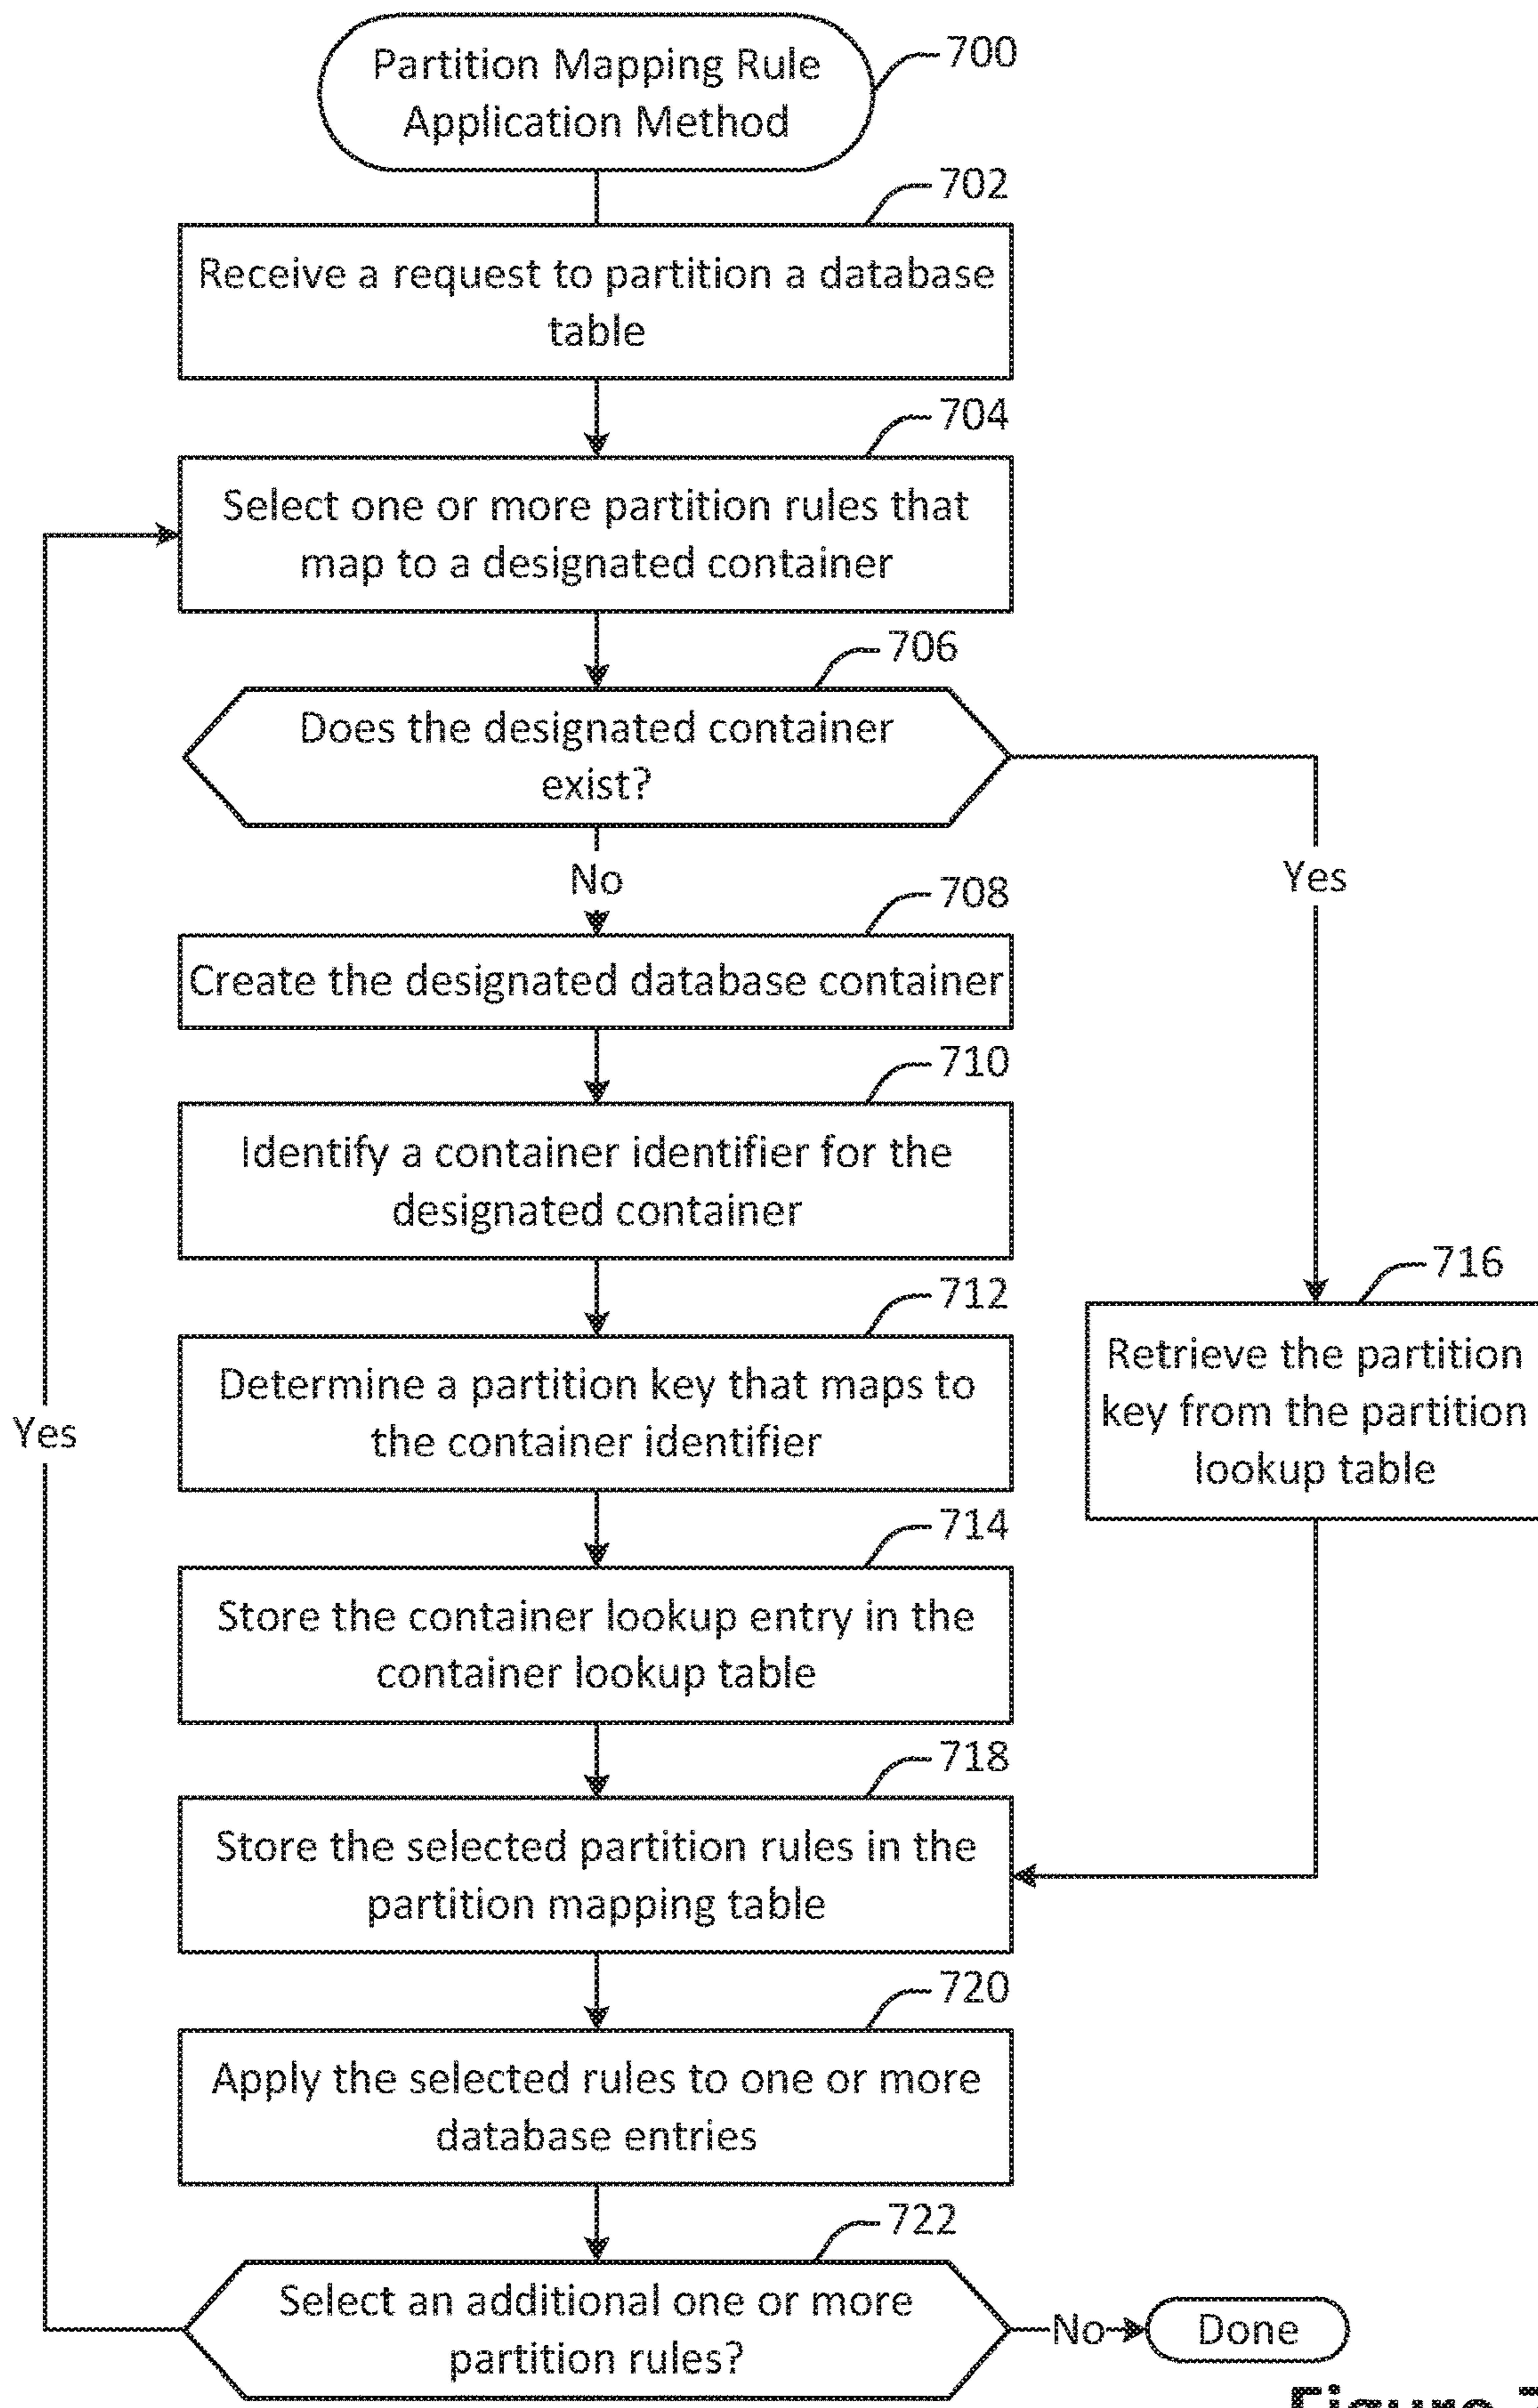 Partition Mapping Rule
Application Method
700
702
Receive a request to partition a database
table
704
Select one or more partition rules that
map to a designated container
706
Does the designated container
exist?
No
Yes
708
Create the designated database container
710
Identify a container identifier for the
designated container
712
Determine a partition key that maps to
the container identifier
716
Retrieve the partition
key from the partition
lookup table
Yes
714
Store the container lookup entry in the
container lookup table
718
Store the selected partition rules in the
partition mapping table
720
Apply the selected rules to one or more
database entries
722
Select an additional one or more
partition rules?
No
Done
Figure 7